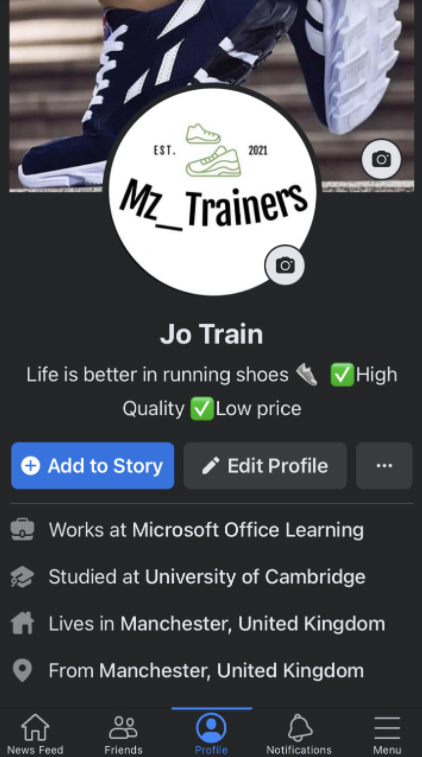 EST. 2021
Mz_Trainers
Jo Train
Life is better in running shoes 👟 ✅High
Quality ✅Low price
Add to Story
Edit Profile
Works at Microsoft Office Learning
Studied at University of Cambridge
Lives in Manchester, United Kingdom
From Manchester, United Kingdom
News Feed
Friends
Profile
Notifications
Menu